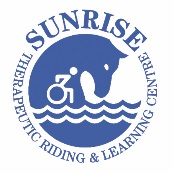 SUNRISE
THERAPEUTIC RIDING & LEARNING CENTRE